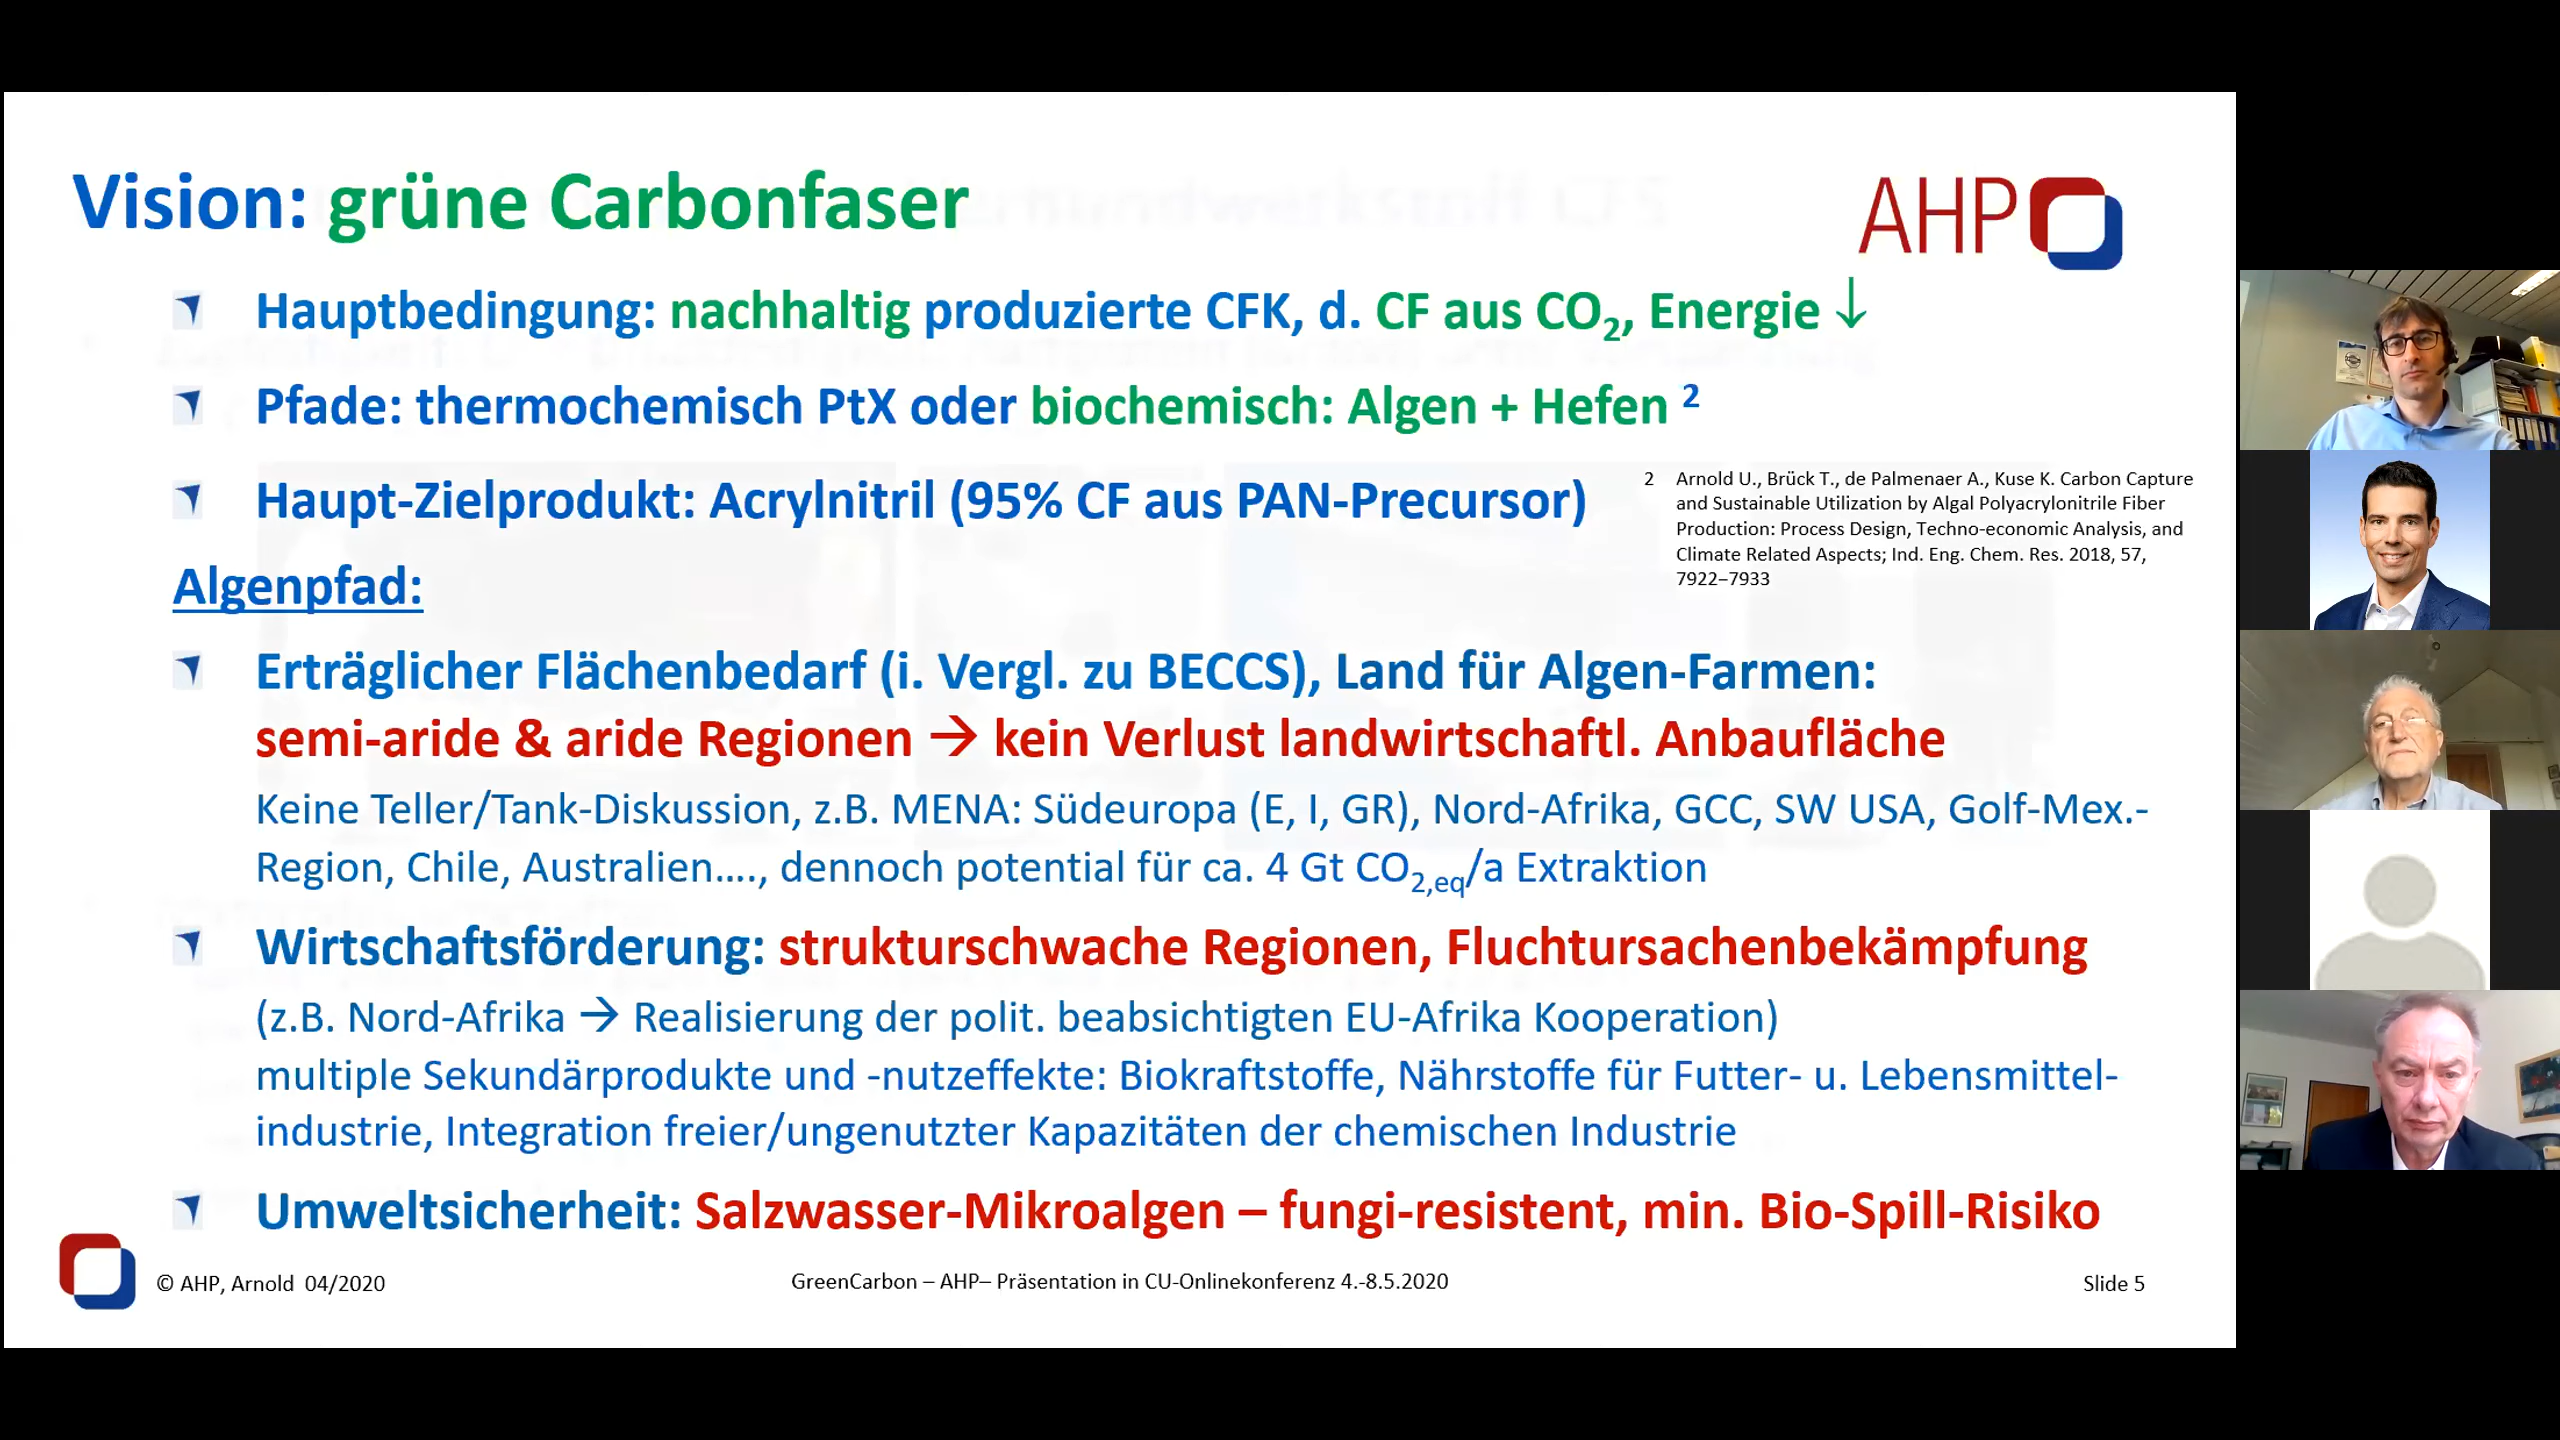 Vision: grüne Carbonfaser
AHP
Hauptbedingung: nachhaltig produzierte CFK, d. CF aus CO₂, Energie ↓
Pfade: thermochemisch PtX oder biochemisch: Algen + Hefen ²
Haupt-Zielprodukt: Acrylnitril (95% CF aus PAN-Precursor)
2 Arnold U., Brück T., de Palmenaer A., Kuse K. Carbon Capture
and Sustainable Utilization by Algal Polyacrylonitrile Fiber
Production: Process Design, Techno-economic Analysis, and
Climate Related Aspects; Ind. Eng. Chem. Res. 2018, 57,
7922–7933
Algenpfad:
Erträglicher Flächenbedarf (i. Vergl. zu BECCS), Land für Algen-Farmen:
semi-aride & aride Regionen → kein Verlust landwirtschaftl. Anbaufläche
Keine Teller/Tank-Diskussion, z.B. MENA: Südeuropa (E, I, GR), Nord-Afrika, GCC, SW USA, Golf-Mex.-
Region, Chile, Australien...., dennoch potential für ca. 4 Gt CO₂,eq/a Extraktion
Wirtschaftsförderung: strukturschwache Regionen, Fluchtursachenbekämpfung
(z.B. Nord-Afrika → Realisierung der polit. beabsichtigten EU-Afrika Kooperation)
multiple Sekundärprodukte und -nutzeffekte: Biokraftstoffe, Nährstoffe für Futter- u. Lebensmittel-
industrie, Integration freier/ungenutzter Kapazitäten der chemischen Industrie
Umweltsicherheit: Salzwasser-Mikroalgen – fungi-resistent, min. Bio-Spill-Risiko
© AHP, Arnold 04/2020
GreenCarbon – AHP– Präsentation in CU-Onlinekonferenz 4.-8.5.2020
Slide 5